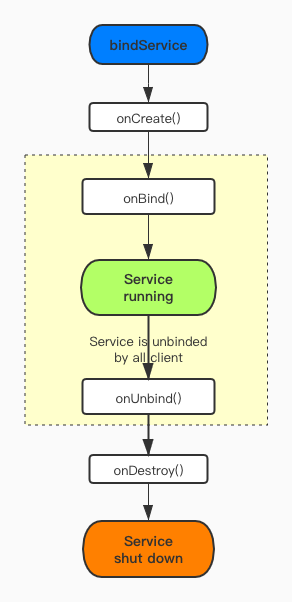 bindService
onCreate()
onBind()
Service
running
Service is unbinded
by all client
onUnbind()
onDestroy()
Service
shut down